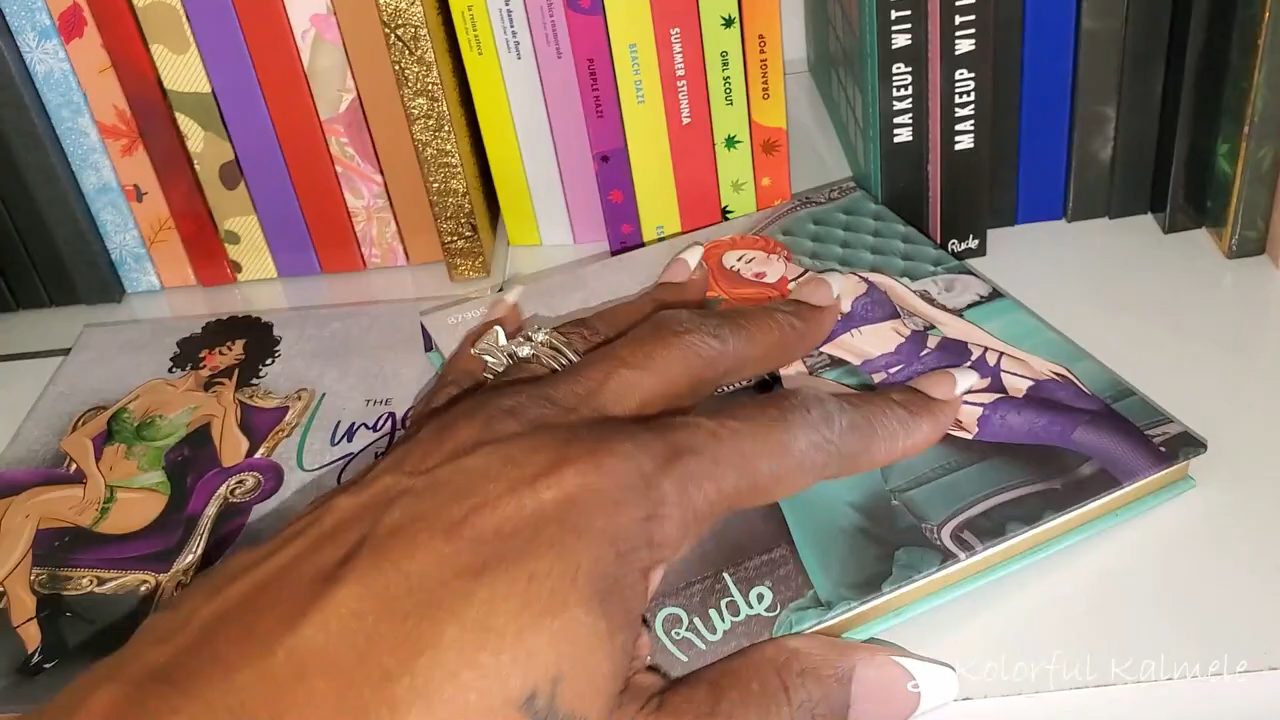 la reina azteca
la dama de flores
chica enamorada
PURPLE HAZE
BEACH DAZE
SUMMER STUNNA
GIRL SCOUT
ORANGE POP
MAKEUP WIT
MAKEUP WIT
Rude
87905
THE
Linge
Rude
Kolorful Kalmele